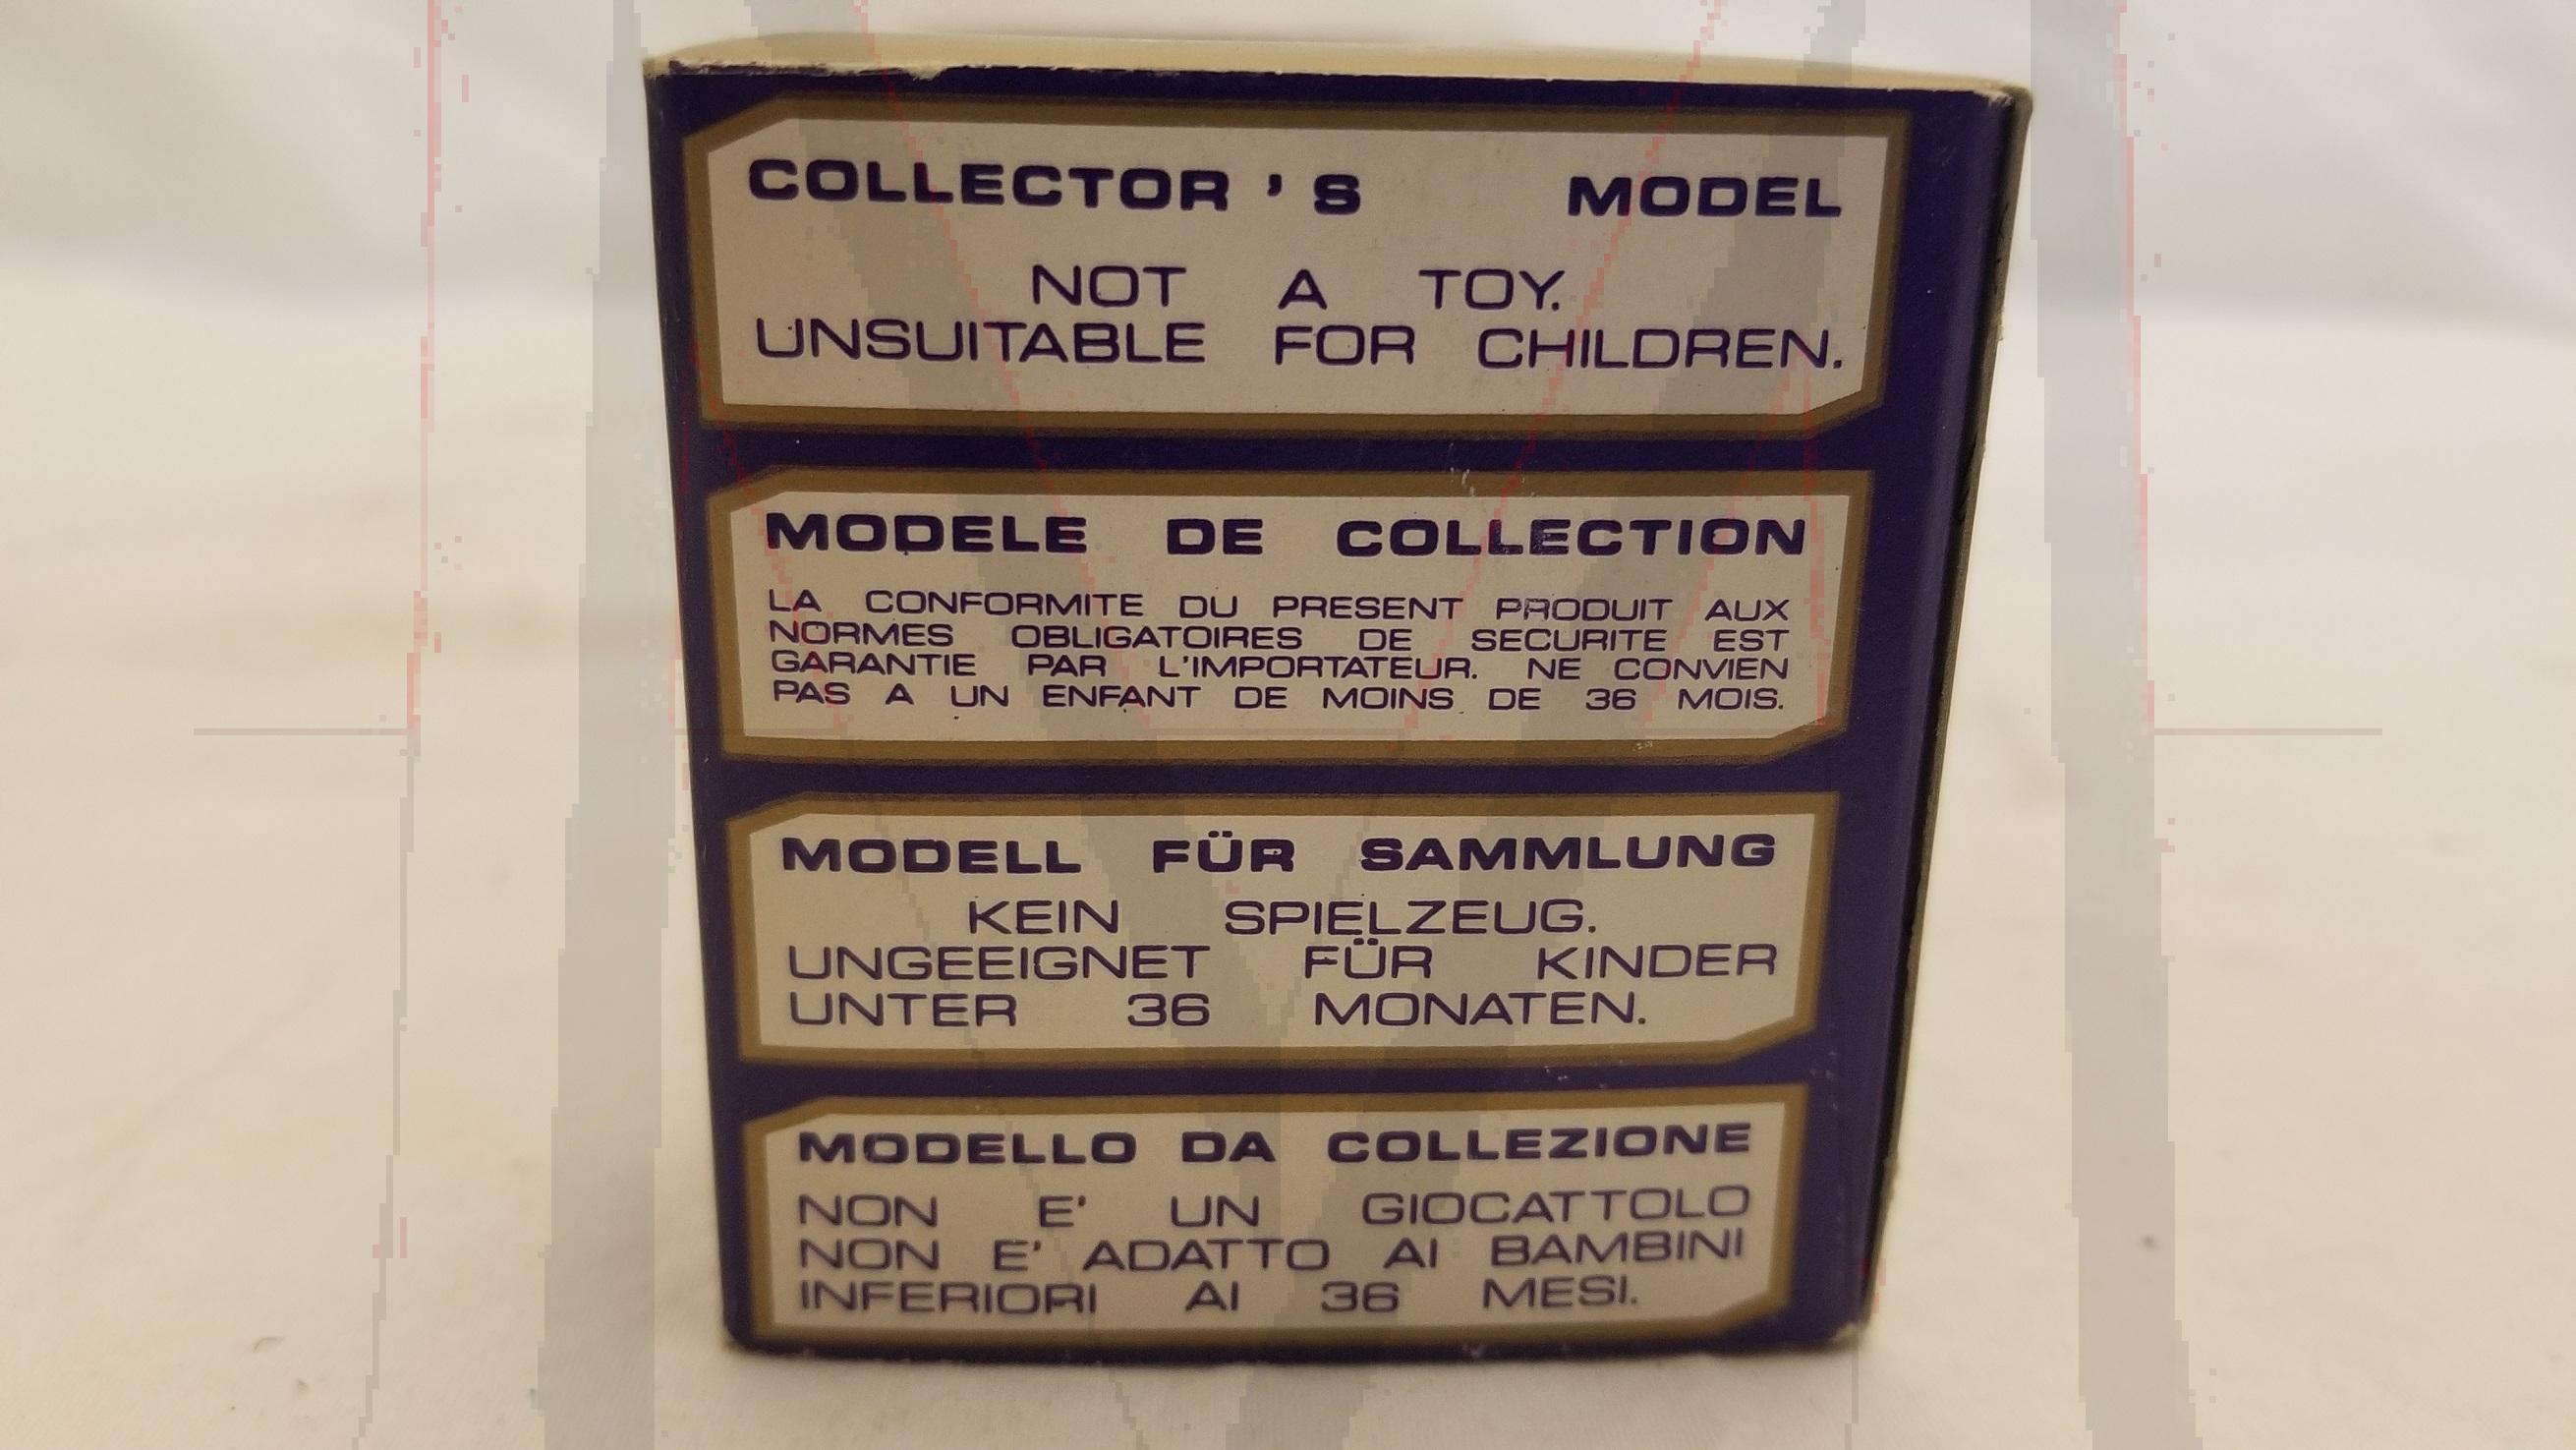 COLLECTOR'S MODEL
NOT A TOY.
UNSUITABLE FOR CHILDREN.
MODELE DE COLLECTION
LA CONFORMITE DU PRESENT PRODUIT AUX
NORMES OBLIGATOIRES DE SECURITE EST
GARANTIE PAR L'IMPORTATEUR. NE CONVIEN
PAS A UN ENFANT DE MOINS DE 36 MOIS.
MODELL FÜR SAMMLUNG
KEIN SPIELZEUG.
UNGEEIGNET FÜR KINDER
UNTER 36 MONATEN.
MODELLO DA COLLEZIONE
NON E' UN GIOCATTOLO
NON E' ADATTO AI BAMBINI
INFERIORI AI 36 MESI.